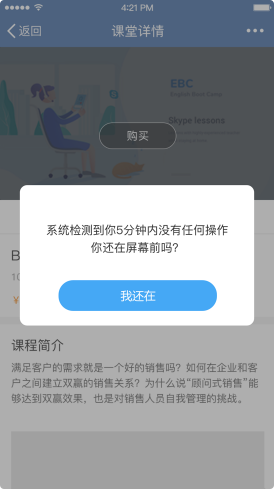 4:21 PM
返回
课堂详情
EBC
English Book Camp
Skype lessons
购买
系统检测到你5分钟内没有任何操作
你还在屏幕前吗？
我还在
B
10
¥
课程简介
满足客户的需求就是一个好的销售吗？如何在企业和客
户之间建立双赢的销售关系？为什么说“顾问式销售”能
够达到双赢效果，也是对销售人员自我管理的挑战。